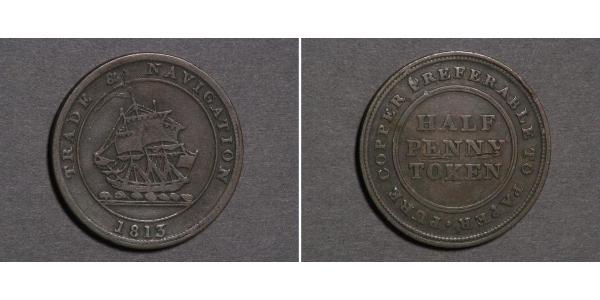 TRADE & NAVIGATION
1813
PURE COPPER PREFERABLE TO PAPER
HALF
PENNY
TOKEN